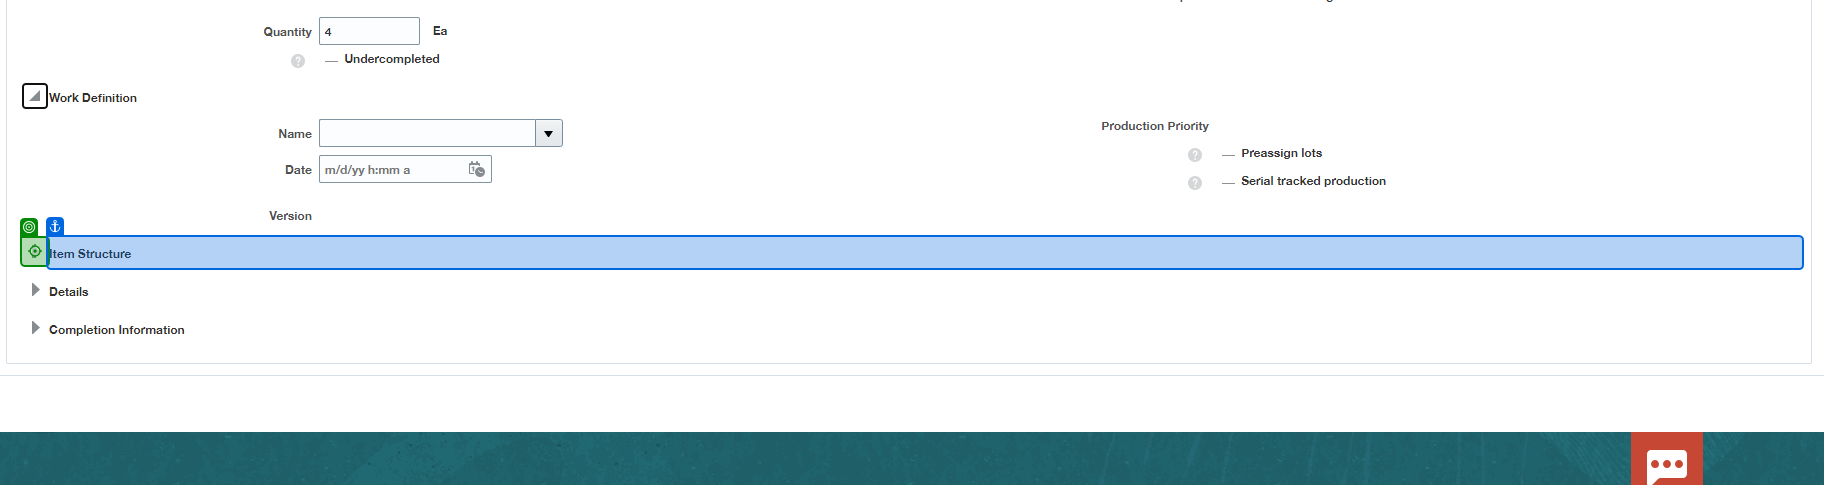 Quantity 4 Ea
? Undercompleted
Work Definition
Name
Production Priority
? Preassign lots
Date m/d/yy h:mm a
? Serial tracked production
Version
Item Structure
Details
Completion Information